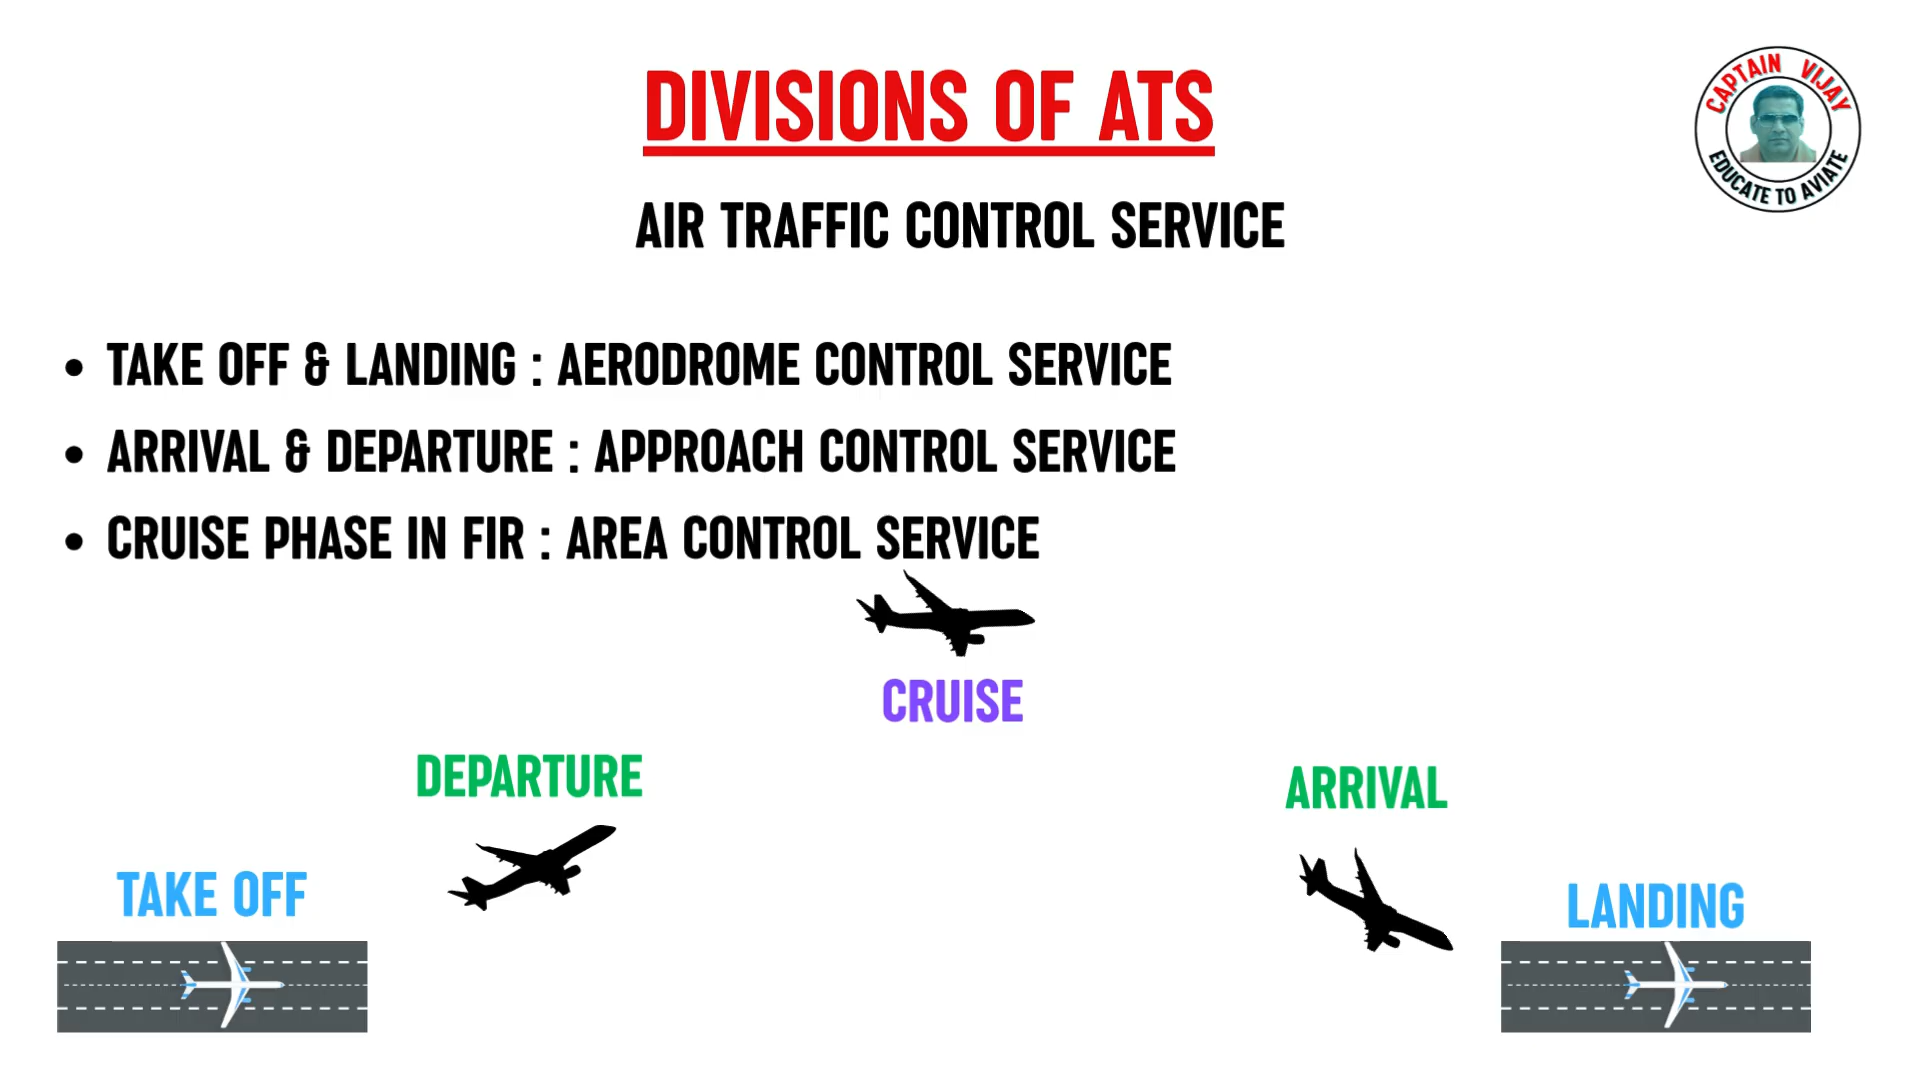 DIVISIONS OF ATS
CAPTAIN VIJAY
EDUCATE TO AVIATE
AIR TRAFFIC CONTROL SERVICE
• TAKE OFF & LANDING : AERODROME CONTROL SERVICE
• ARRIVAL & DEPARTURE : APPROACH CONTROL SERVICE
• CRUISE PHASE IN FIR : AREA CONTROL SERVICE
CRUISE
DEPARTURE
ARRIVAL
TAKE OFF
LANDING